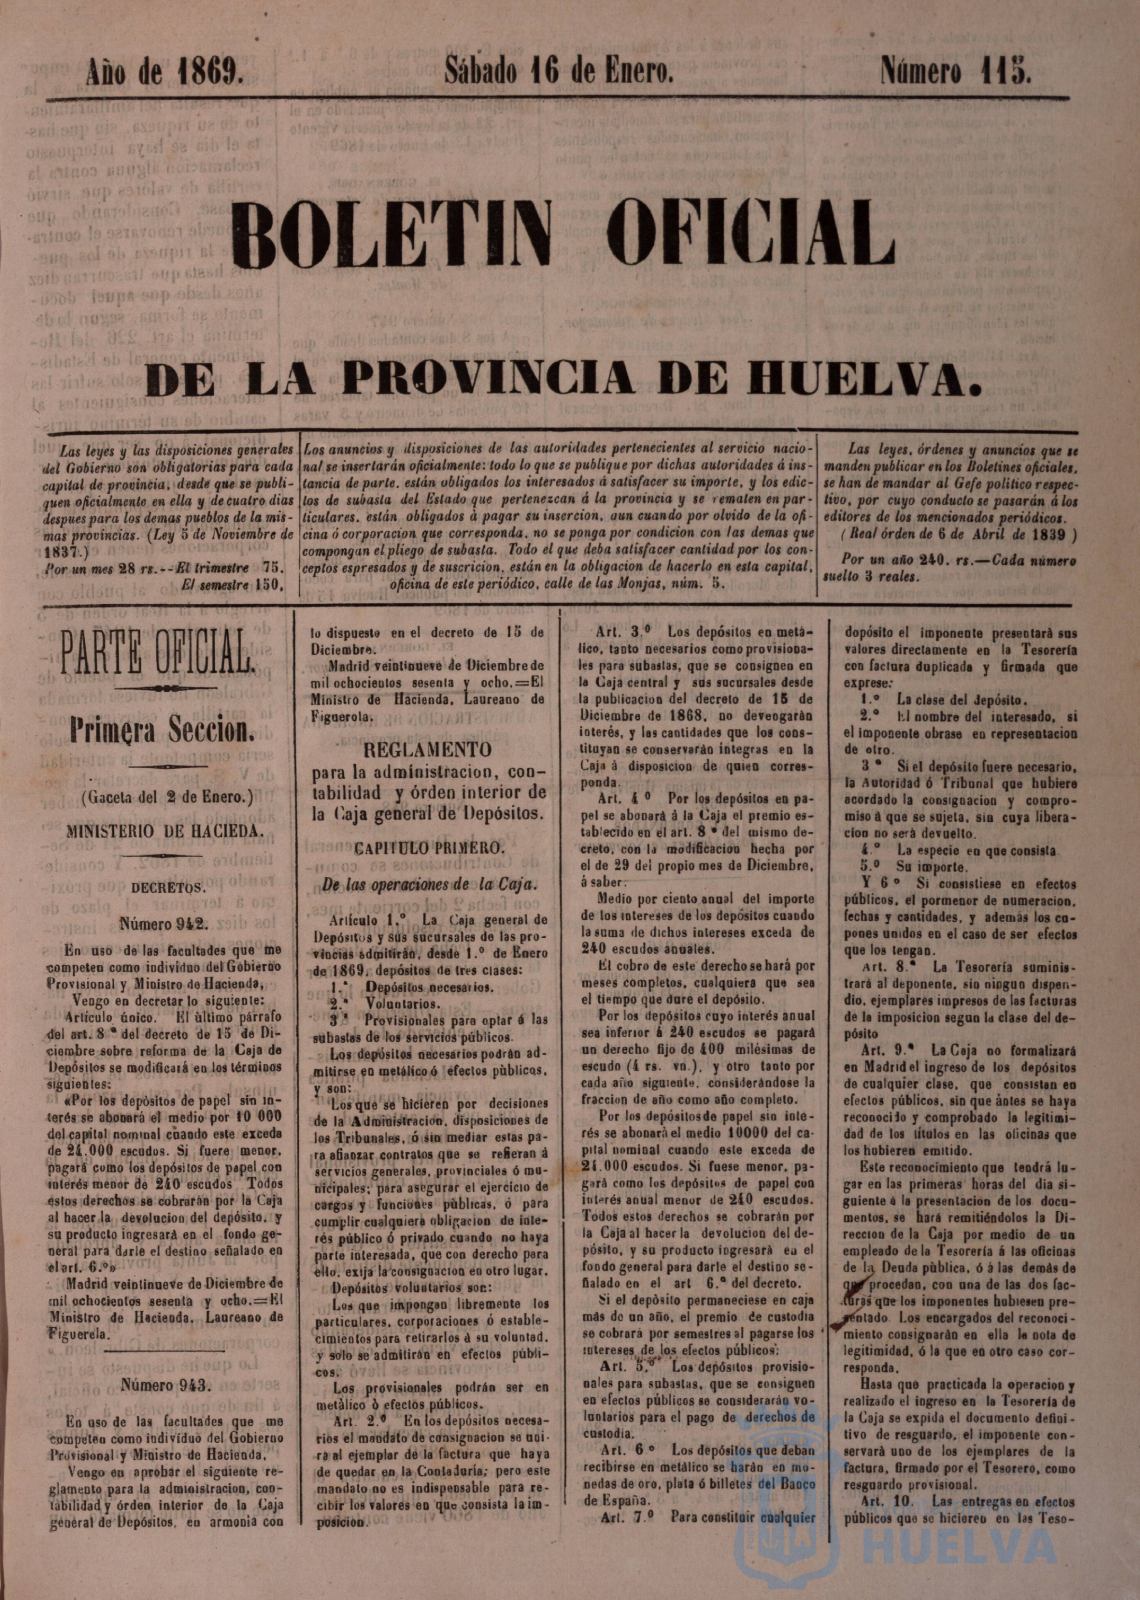 Año de 1869.
Sábado 16 de Enero.
Número 115.
BOLETIN OFICIAL
DE LA PROVINCIA DE HUELVA.
Las leyes y las disposiciones generales
del Gobierno son obligatorias para cada
capital de provincia, desde que se publi-
quen oficialmente en ella y de cuatro dias
despues para los demas pueblos de la mis-
mas provincias. (Ley 5 de Noviembre de
1837.)
Por un mes 28 rs.--El trimestre 75.
El semestre 150.
Los anuncios y disposiciones de las autoridades pertenecientes al servicio nacio-
nal se insertarán oficialmente: todo lo que se publique por dichas autoridades á ins-
tancia de parte, están obligados los interesados á satisfacer su importe, y los edic-
tos de subasta del Estado que pertenezcan á la provincia y se rematen en par-
ticulares, están obligados á pagar su insercion, aun cuando por olvido de la ofi-
cina ó corporacion que corresponda, no se ponga por condicion con las demas que
compongan el pliego de subasta. Todo el que deba satisfacer cantidad por los con-
ceptos espresados y de suscricion, están en la obligacion de hacerlo en esta capital,
oficina de este periódico, calle de las Monjas, núm. 5.
Las leyes, órdenes y anuncios que se
manden publicar en los Boletines oficiales,
se han de mandar al Gefe politico respec-
tivo, por cuyo conducto se pasarán á los
editores de los mencionados periódicos.
(Real órden de 6 de Abril de 1839)
Por un año 240. rs.—Cada número
suelto 3 reales.
PARTE OFICIAL.
Primera Seccion.
(Gaceta del 2 de Enero.)
MINISTERIO DE HACIEDA.
DECRETOS.
Número 942.
En uso de las facultades que me
competen como individuo del Gobierno
Provisional y Ministro de Hacienda,
Vengo en decretar lo siguiente:
Artículo único. El último párrafo
del art. 8.º del decreto de 15 de Di-
ciembre sobre reforma de la Caja de
Depósitos se modificará en los términos
siguientes:
«Por los depósitos de papel sin in-
terés se abonará el medio por 10 000
del capital nominal cuando este exceda
de 24.000 escudos. Si fuere menor,
pagará como los depósitos de papel con
interés menor de 240 escudos Todos
estos derechos se cobrarán por la Caja
al hacer la devolucion del depósito, y
su producto ingresará en el fondo ge-
neral para darle el destino señalado en
el art. 6.º»
Madrid veintinueve de Diciembre de
mil ochocientos sesenta y ocho.=El
Ministro de Hacienda, Laureano de
Figuerela.
Número 943.
En uso de las facultades que me
competen como individuo del Gobierno
Provisional y Ministro de Hacienda,
Vengo en aprobar el siguiente re-
glamento para la administracion, con-
tabilidad y órden interior de la Caja
general de Depósitos, en armonia con
lo dispuesto en el decreto de 15 de
Diciembre.
Madrid veintinueve de Diciembre de
mil ochocientos sesenta y ocho.=El
Ministro de Hacienda, Laureano de
Figuerola.
REGLAMENTO
para la administracion, con-
tabilidad y órden interior de
la Caja general de Depósitos.
CAPITULO PRIMERO.
De las operaciones de la Caja.
Artículo 1.º La Caja general de
Depósitos y sus sucursales de las pro-
vincias admitirán, desde 1.º de Enero
de 1869, depósitos de tres clases:
1.º Depósitos necesarios.
2.º Voluntarios.
3.º Provisionales para optar á las
subastas de los servicios públicos.
Los depósitos necesarios podrán ad-
mitirse en metálico ó efectos públicos,
y son:
Los que se hicieren por decisiones
de la Administracion, disposiciones de
los Tribunales, ó sin mediar estas pa-
ra afianzar contratos que se refieran á
servicios generales, provinciales ó mu-
nicipales; para asegurar el ejercicio de
cargos y funciones públicas, ó para
cumplir cualquiera obligacion de inte-
rés público ó privado cuando no haya
parte interesada, que con derecho para
ello, exija la consignacion en otro lugar.
Depósitos voluntarios son:
Los que impongan libremente los
particulares, corporaciones ó estable-
cimientos para retirarlos á su voluntad,
y solo se admitirán en efectos públi-
cos.
Los provisionales podrán ser en
metálico ò efectos públicos.
Art. 2.º En los depósitos necesa-
rios el mandato de consignacion se uni-
rá al ejemplar de la factura que haya
de quedar en la Contaduría; pero este
mandato no es indispensable para re-
cibir los valores en que consista la im-
posicion.
Art. 3.º Los depósitos en metá-
lico, tanto necesarios como provisiona-
les para subastas, que se consignen en
la Caja central y sus sucursales desde
la publicacion del decreto de 15 de
Diciembre de 1868, no devengarán
interés, y las cantidades que los cons-
tituyan se conservarán integras en la
Caja á disposicion de quien corres-
ponda.
Art. 4º Por los depósitos en pa-
pel se abonará á la Caja el premio es-
tablecido en el art. 8º del mismo de-
creto, con la modificacion hecha por
el de 29 del propio mes de Diciembre,
á saber:
Medio por ciento anual del importe
de los intereses de los depósitos cuando
la suma de dichos intereses exceda de
240 escudos anuales.
El cobro de este derecho se hará por
meses completos, cualquiera que sea
el tiempo que dure el depósito.
Por los depósitos cuyo interés anual
sea inferior á 240 escudos se pagará
un derecho fijo de 400 milésimas de
escudo (4 rs. vn.), y otro tanto por
cada año siguiente, considerándose la
fraccion de año como año completo.
Por los depósitos de papel sin inte-
rés se abonará el medio 10000 del ca-
pital nominal cuando este exceda de
24.000 escudos. Si fuese menor, pa-
gará como los depósitos de papel con
interés anual menor de 240 escudos.
Todos estos derechos se cobrarán por
la Caja al hacer la devolucion del de-
pósito, y su producto ingresará en el
fondo general para darle el destino se-
ñalado en el art 6.º del decreto.
Si el depósito permaneciese en caja
más de un año, el premio de custodia
se cobrará por semestres al pagarse los
intereses de los efectos públicos:
Art. 5.º Los depósitos provisio-
nales para subastas, que se consignen
en efectos públicos se considerarán vo-
luntarios para el pago de derechos de
custodia.
Art. 6º Los depósitos que deban
recibirse en metálico se harán en mo-
nedas de oro, plata ó billetes del Banco
de España.
Art. 7.º Para constituir cualquier
depósito el imponente presentará sus
valores directamente en la Tesorería
con factura duplicada y firmada que
exprese:
1.º La clase del depósito.
2.º El nombre del interesado, si
el imponente obrase en representacion
de otro.
3º Si el depósito fuere necesario,
la Autoridad ó Tribunal que hubiere
acordado la consignacion y compro-
miso á que se sujeta, sin cuya libera-
cion no será devuelto.
4.º La especie en que consista
5.º Su importe.
Y 6º Si consistiese en efectos
públicos, el pormenor de numeracion,
fechas y cantidades, y además los cu-
pones unidos en el caso de ser efectos
que los tengan.
Art. 8.º La Tesorería suminis-
trará al deponente, sin ningun dispen-
dio, ejemplares impresos de las facturas
de la imposicion segun la clase del de-
pósito
Art. 9.º La Caja no formalizará
en Madrid el ingreso de los depósitos
de cualquier clase, que consistan en
efectos públicos, sin que ántes se haya
reconocido y comprobado la legitimi-
dad de los títulos en las oficinas que
los hubieren emitido.
Este reconocimiento que tendrá lu-
gar en las primeras horas del dia si-
guiente á la presentacion de los docu-
mentos, se hará remitiéndolos la Di-
reccion de la Caja por medio de un
empleado de la Tesorería á las oficinas
de la Deuda pública, ó á las demás de
que procedan, con una de las dos fac-
turas que los imponentes hubiesen pre-
sentado. Los encargados del reconoci-
miento consignarán en ella la nota de
legitimidad, ó la que en otro caso cor-
responda.
Hasta que practicada la operacion y
realizado el ingreso en la Tesorería de
la Caja se expida el documento defini-
tivo de resguardo, el imponente con-
servará uno de los ejemplares de la
factura, firmado por el Tesorero, como
resguardo provisional.
Art. 10. Las entregas en efectos
públicos que se hicieren en las Teso-
HUELVA